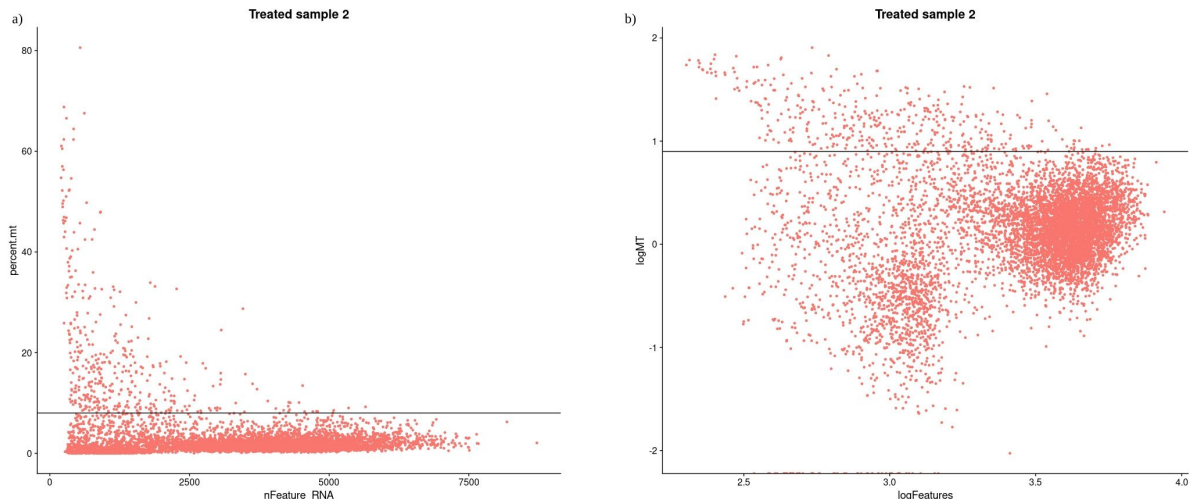 a)
Treated sample 2
percent.mt
80
60
40
20
0
0
2500
5000
7500
nFeature_RNA
b)
Treated sample 2
logMT
2
1
0
-1
-2
2.5
3.0
3.5
4.0
logFeatures